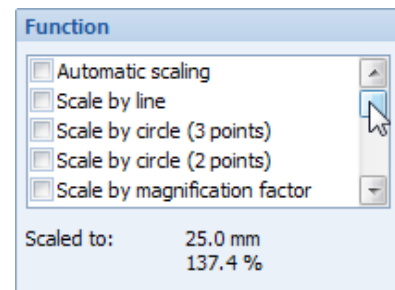 Function
Automatic scaling
Scale by line
Scale by circle (3 points)
Scale by circle (2 points)
Scale by magnification factor
Scaled to: 25.0 mm
137.4 %